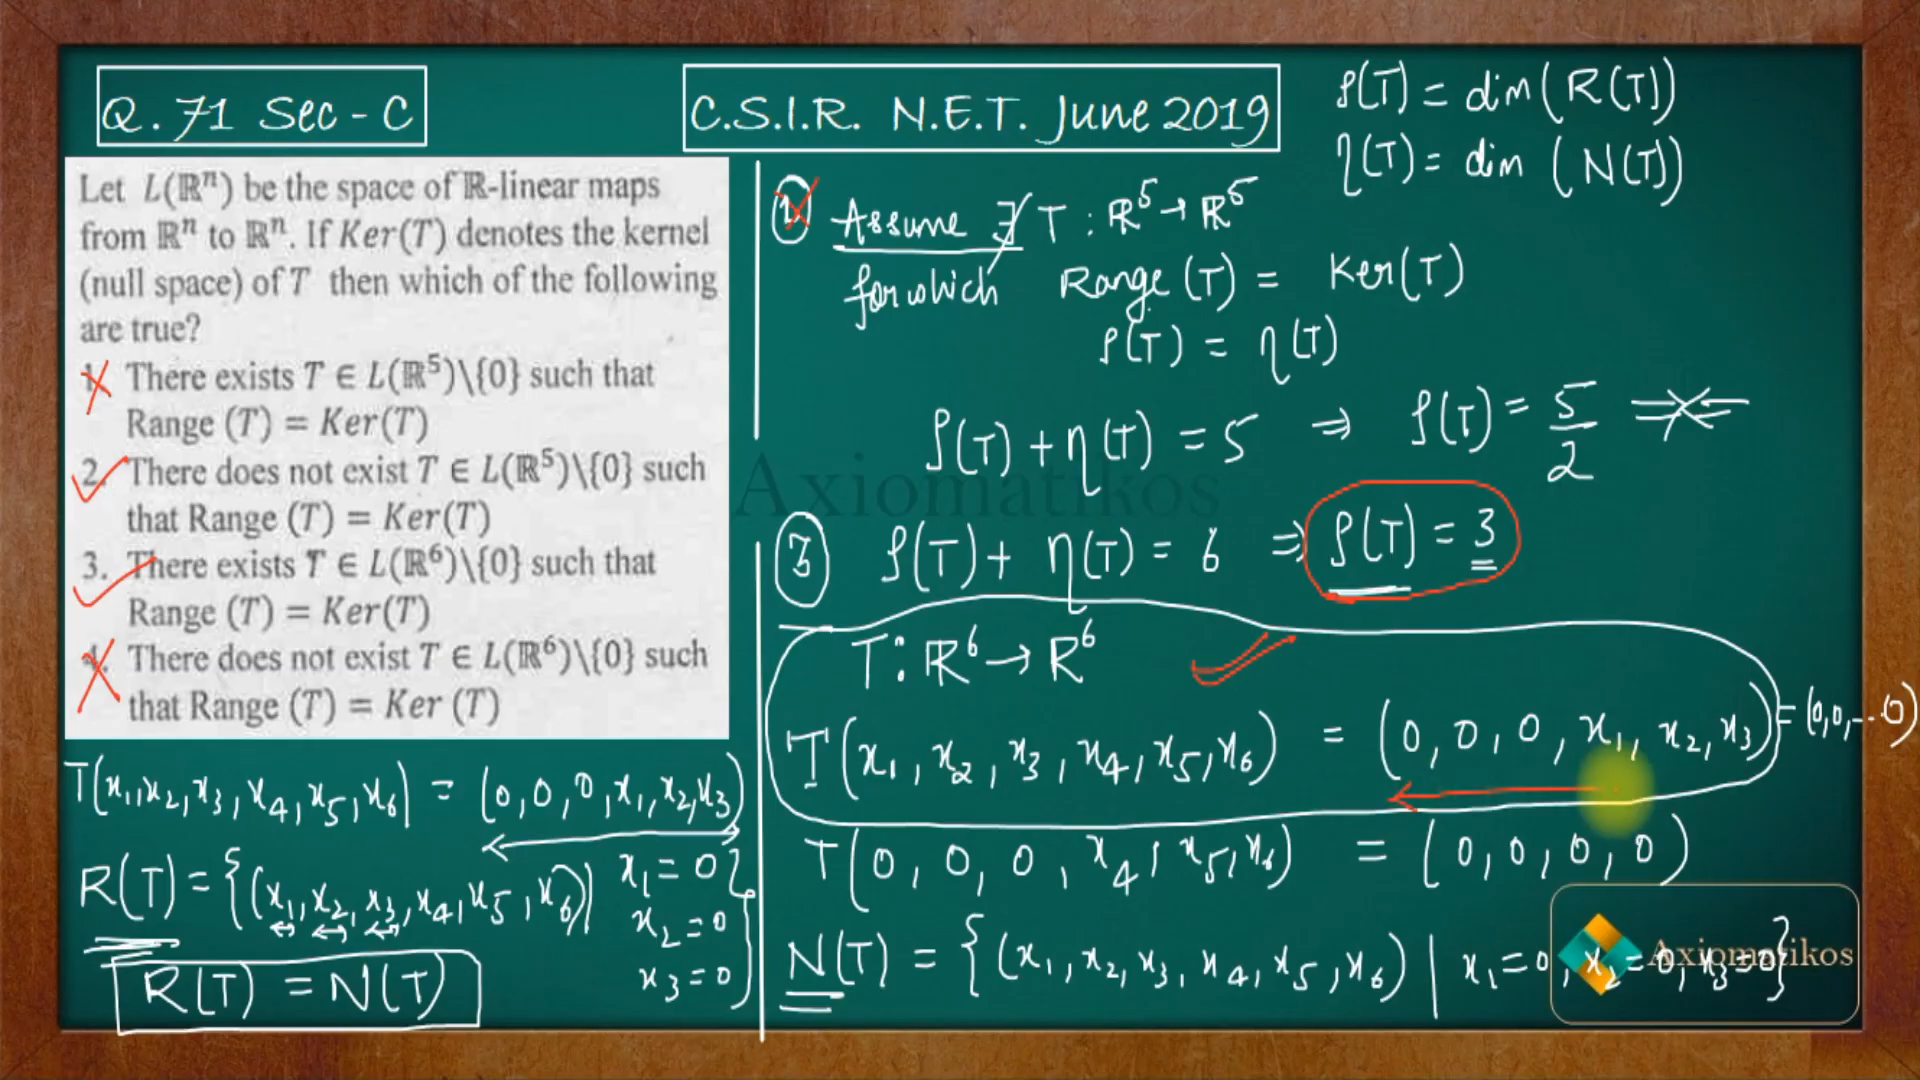 Q. 71 Sec - C
C.S.I.R. N.E.T. June 2019
ρ(T) = dim(R(T))
η(T) = dim (N(T))
Let L(ℝⁿ) be the space of ℝ-linear maps
from ℝⁿ to ℝⁿ. If Ker(T) denotes the kernel
(null space) of T then which of the following
are true?
1. There exists T ∈ L(ℝ⁵)\{0} such that
Range (T) = Ker(T)
2. There does not exist T ∈ L(ℝ⁵)\{0} such
that Range (T) = Ker(T)
3. There exists T ∈ L(ℝ⁶)\{0} such that
Range (T) = Ker(T)
4. There does not exist T ∈ L(ℝ⁶)\{0} such
that Range (T) = Ker (T)
T(x₁,x₂,x₃,x₄,x₅,x₆) = (0,0,0,x₁,x₂,x₃)
R(T) = {(x₁,x₂,x₃,x₄,x₅,x₆)| x₁=0
x₂=0
x₃=0}
R(T) = N(T)
① Assume ∃ T : ℝ⁵→ℝ⁵
for which Range (T) = Ker(T)
ρ(T) = η(T)
ρ(T) + η(T) = 5 ⇒ ρ(T) = 5/2
Axiomatikos
③ ρ(T) + η(T) = 6 ⇒ ρ(T) = 3
T : ℝ⁶→ℝ⁶
T(x₁,x₂,x₃,x₄,x₅,x₆) = (0,0,0,x₁,x₂,x₃) = (0,0,-..0)
T(0,0,0,x₄,x₅,x₆) = (0,0,0,0)
N(T) = {(x₁,x₂,x₃,x₄,x₅,x₆) | x₁=0, x₂=0, x₃=0}
Axiomatikos